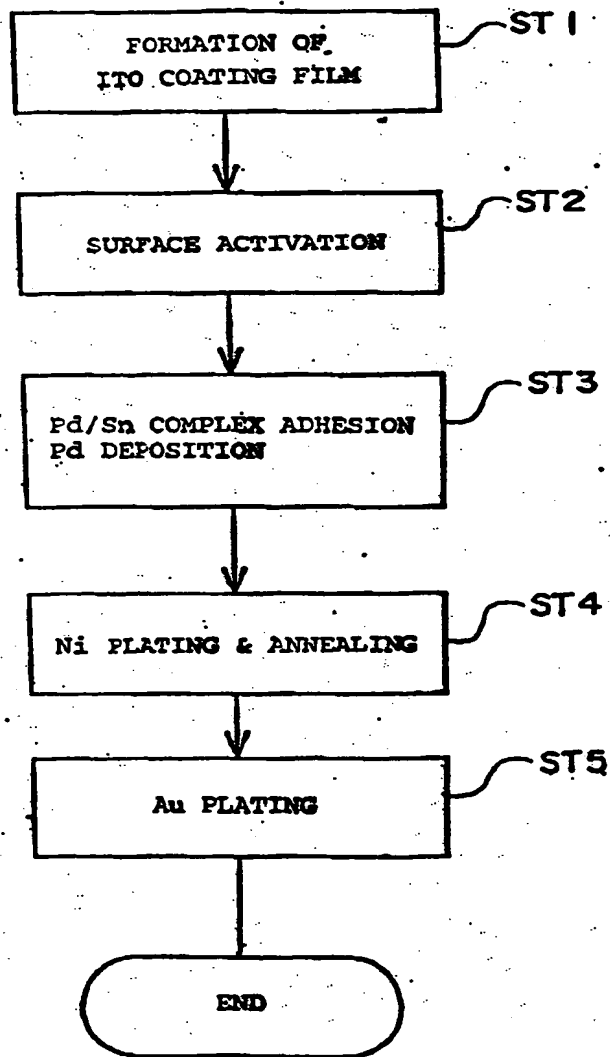 FORMATION OF
ITO COATING FILM
ST1
SURFACE ACTIVATION
ST2
Pd/Sn COMPLEX ADHESION
Pd DEPOSITION
ST3
Ni PLATING & ANNEALING
ST4
Au PLATING
ST5
END